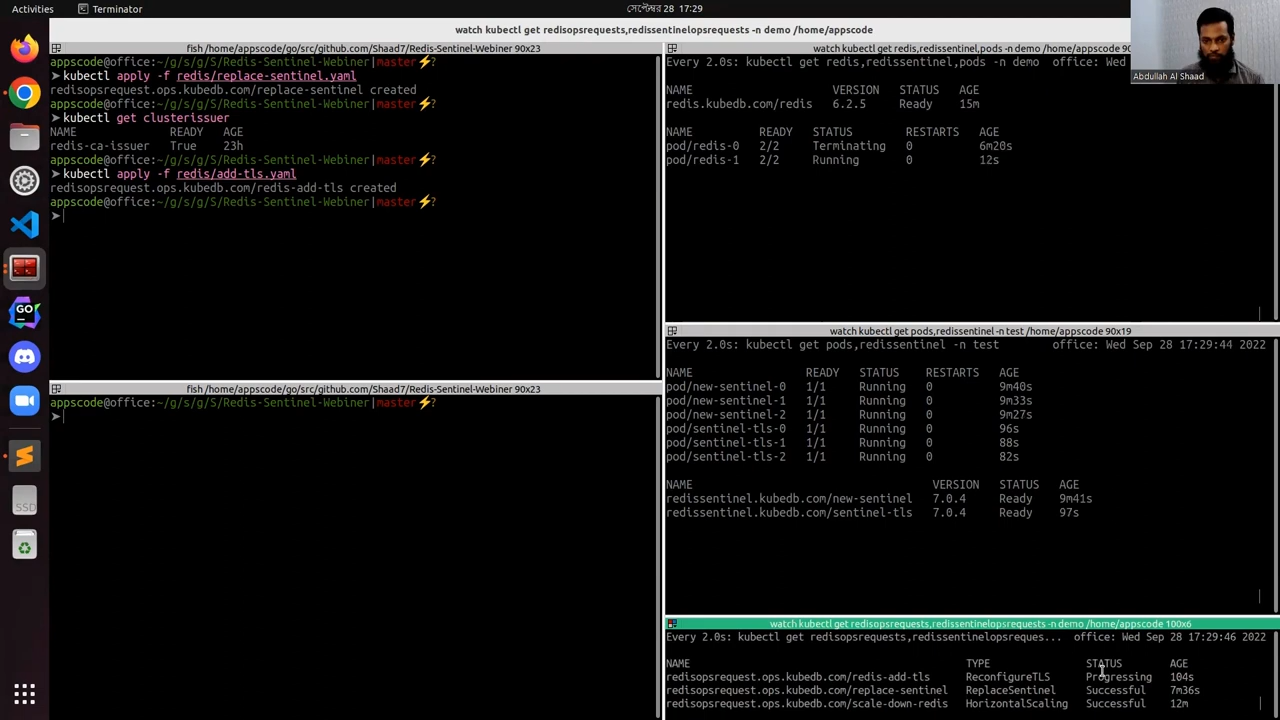 Activities Terminator সেপ্টেম্বর 28 17:29
watch kubectl get redisopsrequests,redissentinelopsrequests -n demo /home/appscode
fish /home/appscode/go/src/github.com/Shaad7/Redis-Sentinel-Webiner 90x23
appscode@office:~/g/s/g/S/Redis-Sentinel-Webiner|master⚡?
➤ kubectl apply -f redis/replace-sentinel.yaml
redisopsrequest.ops.kubedb.com/replace-sentinel created
appscode@office:~/g/s/g/S/Redis-Sentinel-Webiner|master⚡?
➤ kubectl get clusterissuer
NAME READY AGE
redis-ca-issuer True 23h
appscode@office:~/g/s/g/S/Redis-Sentinel-Webiner|master⚡?
➤ kubectl apply -f redis/add-tls.yaml
redisopsrequest.ops.kubedb.com/redis-add-tls created
appscode@office:~/g/s/g/S/Redis-Sentinel-Webiner|master⚡?
➤
fish /home/appscode/go/src/github.com/Shaad7/Redis-Sentinel-Webiner 90x23
appscode@office:~/g/s/g/S/Redis-Sentinel-Webiner|master⚡?
➤
watch kubectl get redis,redissentinel,pods -n demo /home/appscode 90
Every 2.0s: kubectl get redis,redissentinel,pods -n demo office: Wed
NAME VERSION STATUS AGE
redis.kubedb.com/redis 6.2.5 Ready 15m
NAME READY STATUS RESTARTS AGE
pod/redis-0 2/2 Terminating 0 6m20s
pod/redis-1 2/2 Running 0 12s
Abdullah Al Shaad
watch kubectl get pods,redissentinel -n test /home/appscode 90x19
Every 2.0s: kubectl get pods,redissentinel -n test office: Wed Sep 28 17:29:44 2022
NAME READY STATUS RESTARTS AGE
pod/new-sentinel-0 1/1 Running 0 9m40s
pod/new-sentinel-1 1/1 Running 0 9m33s
pod/new-sentinel-2 1/1 Running 0 9m27s
pod/sentinel-tls-0 1/1 Running 0 96s
pod/sentinel-tls-1 1/1 Running 0 88s
pod/sentinel-tls-2 1/1 Running 0 82s
NAME VERSION STATUS AGE
redissentinel.kubedb.com/new-sentinel 7.0.4 Ready 9m41s
redissentinel.kubedb.com/sentinel-tls 7.0.4 Ready 97s
watch kubectl get redisopsrequests,redissentinelopsrequests -n demo /home/appscode 100x6
Every 2.0s: kubectl get redisopsrequests,redissentinelopsreques... office: Wed Sep 28 17:29:46 2022
NAME TYPE STATUS AGE
redisopsrequest.ops.kubedb.com/redis-add-tls ReconfigureTLS Progressing 104s
redisopsrequest.ops.kubedb.com/replace-sentinel ReplaceSentinel Successful 7m36s
redisopsrequest.ops.kubedb.com/scale-down-redis HorizontalScaling Successful 12m
GO
SSD